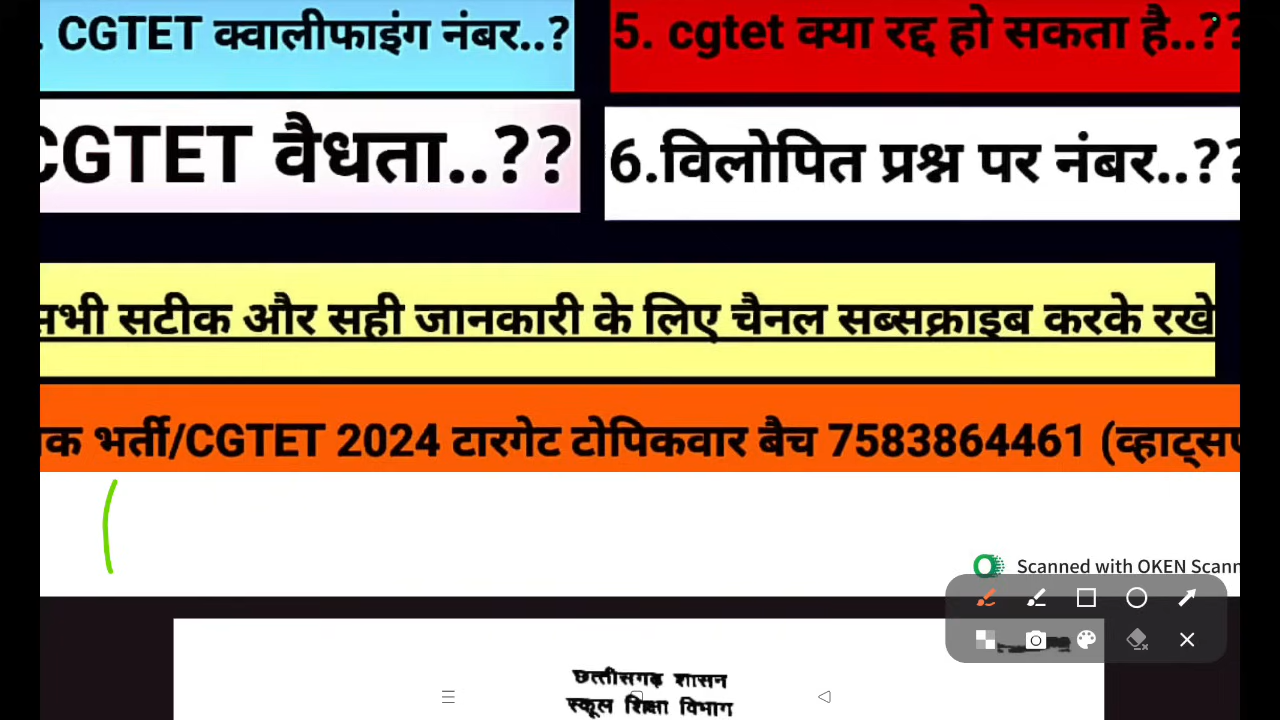 . CGTET क्वालीफाइंग नंबर..?
5. cgtet क्या रद्द हो सकता है..??
CGTET वैधता..??
6.विलोपित प्रश्न पर नंबर..??
सभी सटीक और सही जानकारी के लिए चैनल सब्सक्राइब करके रखे
क भर्ती/CGTET 2024 टारगेट टोपिकवार बैच 7583864461 (व्हाट्सए
Scanned with OKEN Scann
छत्तीसगढ़ शासन
स्कूल शिक्षा विभाग